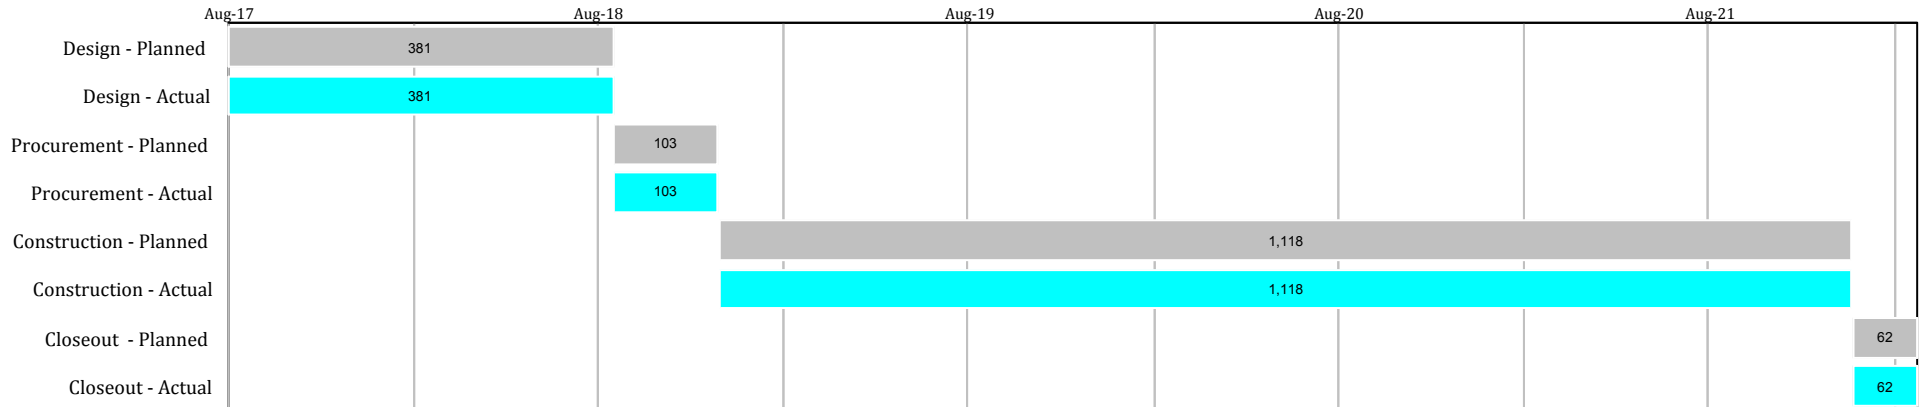 Aug-17 Aug-18 Aug-19 Aug-20 Aug-21
Design - Planned 381
Design - Actual 381
Procurement - Planned 103
Procurement - Actual 103
Construction - Planned 1,118
Construction - Actual 1,118
Closeout  - Planned 62
Closeout - Actual 62